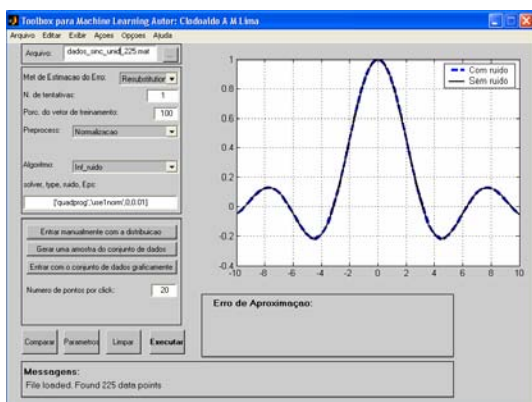 Toolbox para Machine Learning Autor: Clodoaldo A M Lima
Arquivo Editar Exibir Açoes Opçoes Ajuda
Arquivo: dados_sinc_unid_225.mat ...
Met de Estimacao do Erro: Resubstitution
N. de tentativas: 1
Porc. do vetor de treinamento: 100
Preprocess: Normalizacao
Algoritmo: Inf_ruido
solver, type, ruido, Eps:
['quadprog','use1norm',0,0.01]
Entrar manualmente com a distribuicao
Gerar uma amostra do conjunto de dados
Entrar com o conjunto de dados graficamente
Numero de pontos por click: 20
Comparar Parametros Limpar Executar
Com ruido
Sem ruido
1
0.8
0.6
0.4
0.2
0
-0.2
-0.4
-10 -8 -6 -4 -2 0 2 4 6 8 10
Erro de Aproximaçao:
Messagens:
File loaded. Found 225 data points